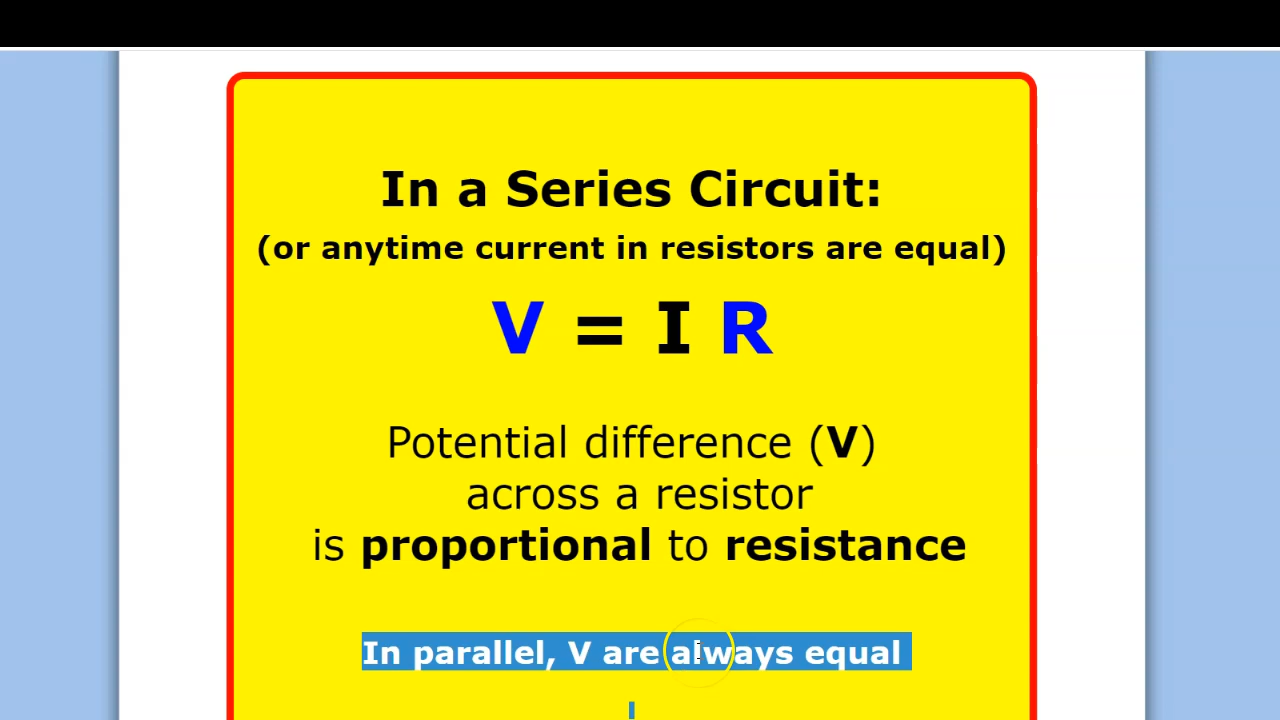 In a Series Circuit:
(or anytime current in resistors are equal)
V = I R
Potential difference (V)
across a resistor
is proportional to resistance
In parallel, V are always equal